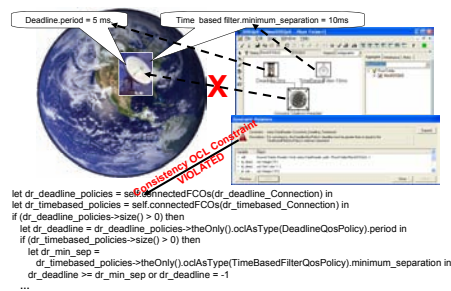 Deadline.period = 5 ms
Time based filter.minimum_separation = 10ms
X
Consistency OCL Constraint
VIOLATED
let dr_deadline_policies = self.connectedFCOs(dr_deadline_Connection) in
let dr_timebased_policies = self.connectedFCOs(dr_timebased_Connection) in
if (dr_deadline_policies->size() > 0) then
let dr_deadline = dr_deadline_policies->theOnly().oclAsType(DeadlineQosPolicy).period in
if (dr_timebased_policies->size() > 0) then
let dr_min_sep =
dr_timebased_policies->theOnly().oclAsType(TimeBasedFilterQosPolicy).minimum_separation in
dr_deadline >= dr_min_sep or dr_deadline = -1
...